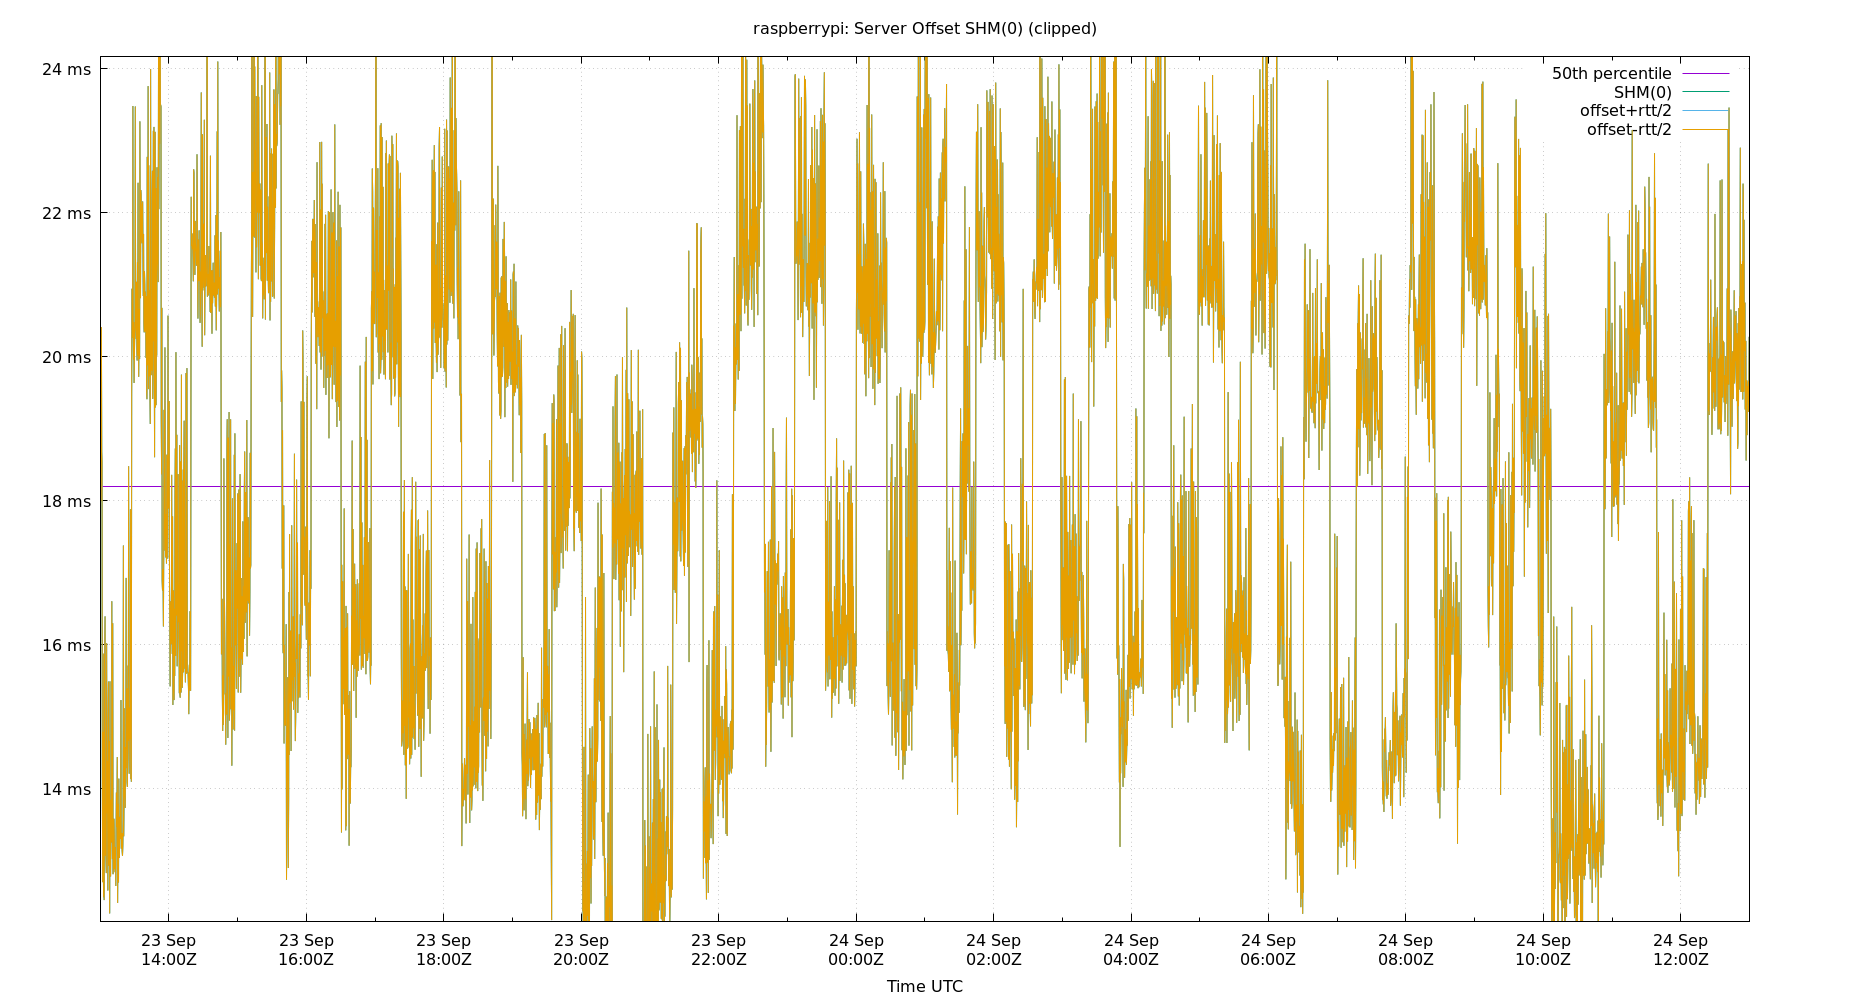 raspberrypi: Server Offset SHM(0) (clipped)
24 ms
22 ms
20 ms
18 ms
16 ms
14 ms
50th percentile
SHM(0)
offset+rtt/2
offset-rtt/2
23 Sep
14:00Z
23 Sep
16:00Z
23 Sep
18:00Z
23 Sep
20:00Z
23 Sep
22:00Z
24 Sep
00:00Z
24 Sep
02:00Z
24 Sep
04:00Z
24 Sep
06:00Z
24 Sep
08:00Z
24 Sep
10:00Z
24 Sep
12:00Z
Time UTC